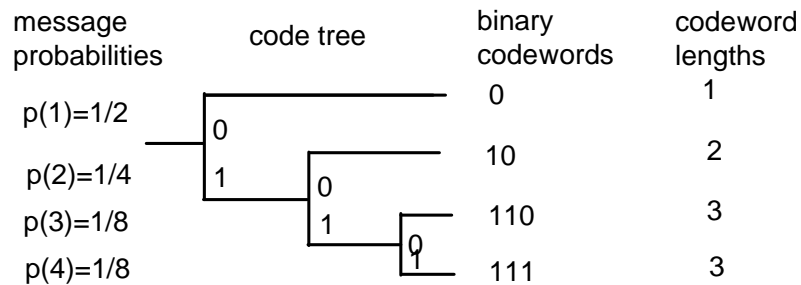 message probabilities
code tree
binary codewords
codeword lengths
p(1)=1/2
0
0
1
p(2)=1/4
1
0
10
2
p(3)=1/8
1
0
110
3
p(4)=1/8
1
111
3